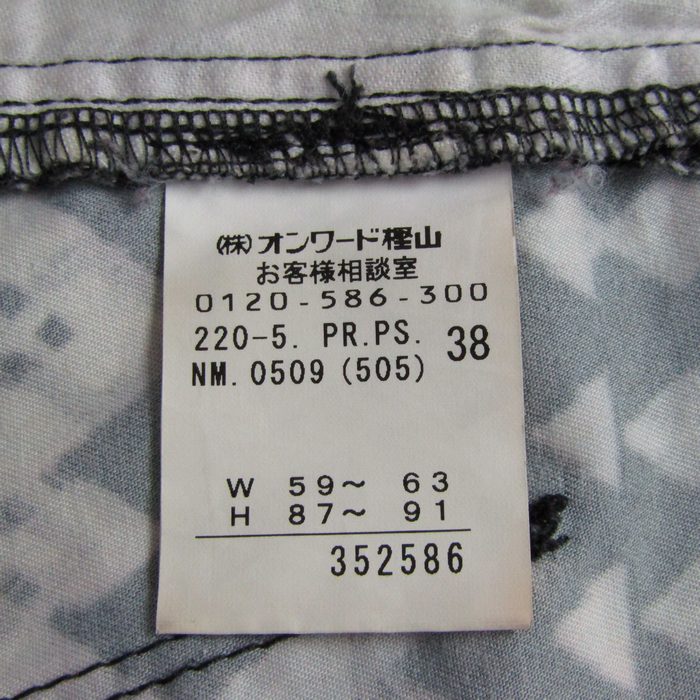 (株)オンワード樫山
お客様相談室
0120-586-300
220-5. PR.PS. 38
NM. 0509 (505)
W 59～ 63
H 87～ 91
352586